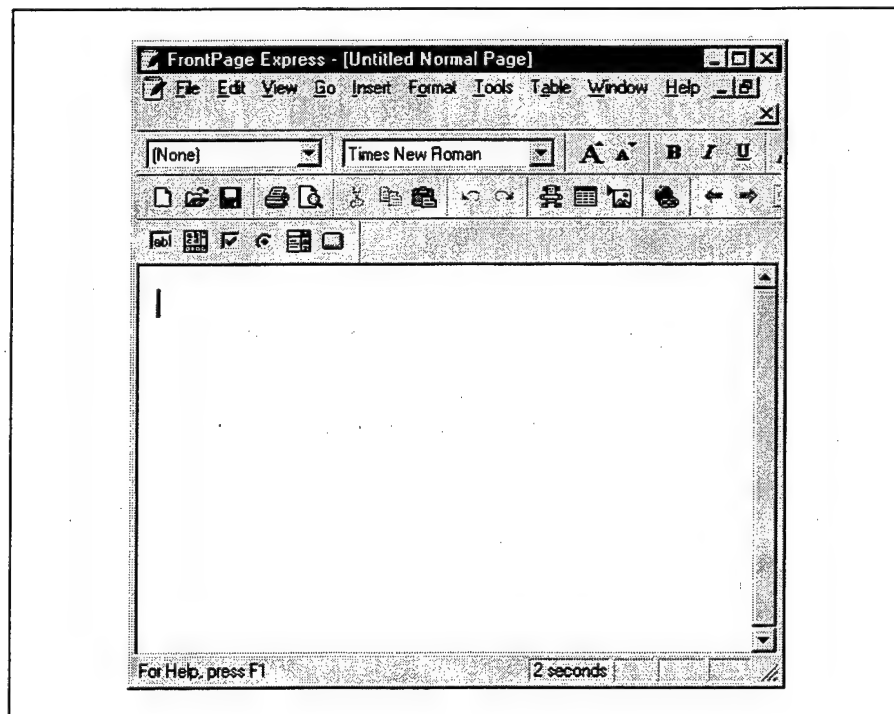 FrontPage Express - [Untitled Normal Page]
File Edit View Go Insert Format Tools Table Window Help
(None) Times New Roman A A B I U
abl
For Help, press F1 2 seconds